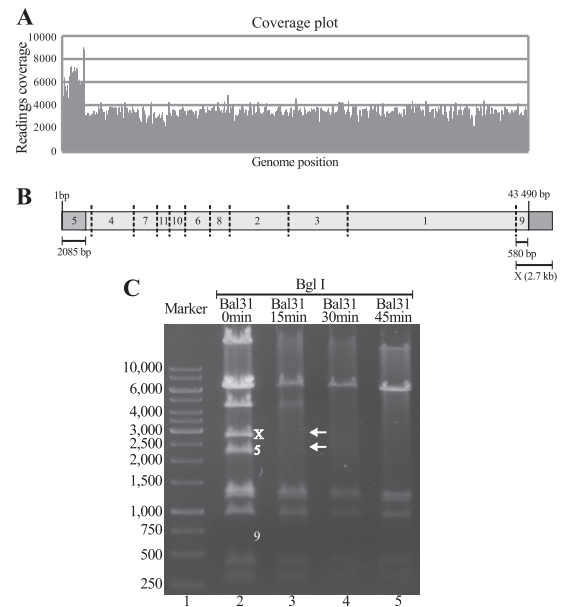 A
Coverage plot
Readings coverage
10000
8000
6000
4000
2000
0
Genome position
B
1bp
43 490 bp
5 4 7 11 10 6 8 2 3 1 9
2085 bp
580 bp
X (2.7 kb)
C
Bgl I
Marker
Bal31 0min
Bal31 15min
Bal31 30min
Bal31 45min
10,000
6,000
4,000
3,000
2,500
2,000
1,500
1,000
750
500
250
X
5
9
1 2 3 4 5